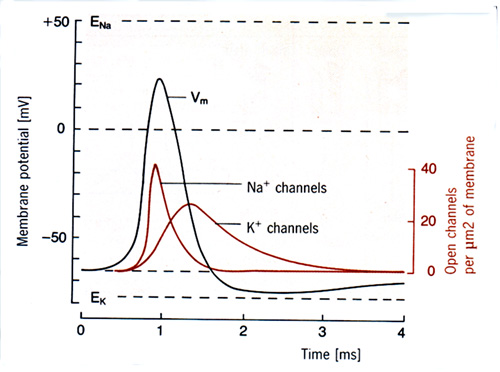 +50
E_Na
V_m
0
Na⁺ channels
K⁺ channels
-50
E_K
Membrane potential [mV]
40
20
0
Open channels
per μm2 of membrane
0
1
2
3
4
Time [ms]